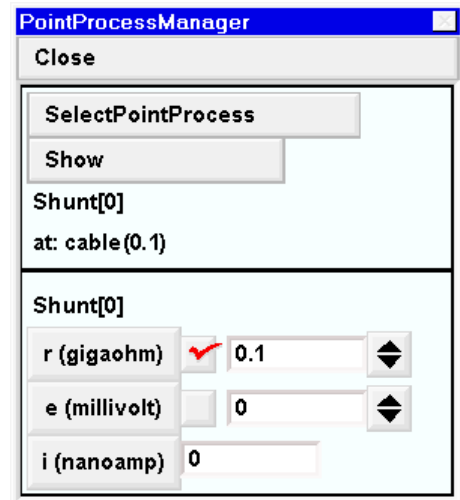 PointProcessManager
Close
SelectPointProcess
Show
Shunt[0]
at: cable(0.1)
Shunt[0]
r (gigaohm) 0.1
e (millivolt) 0
i (nanoamp) 0